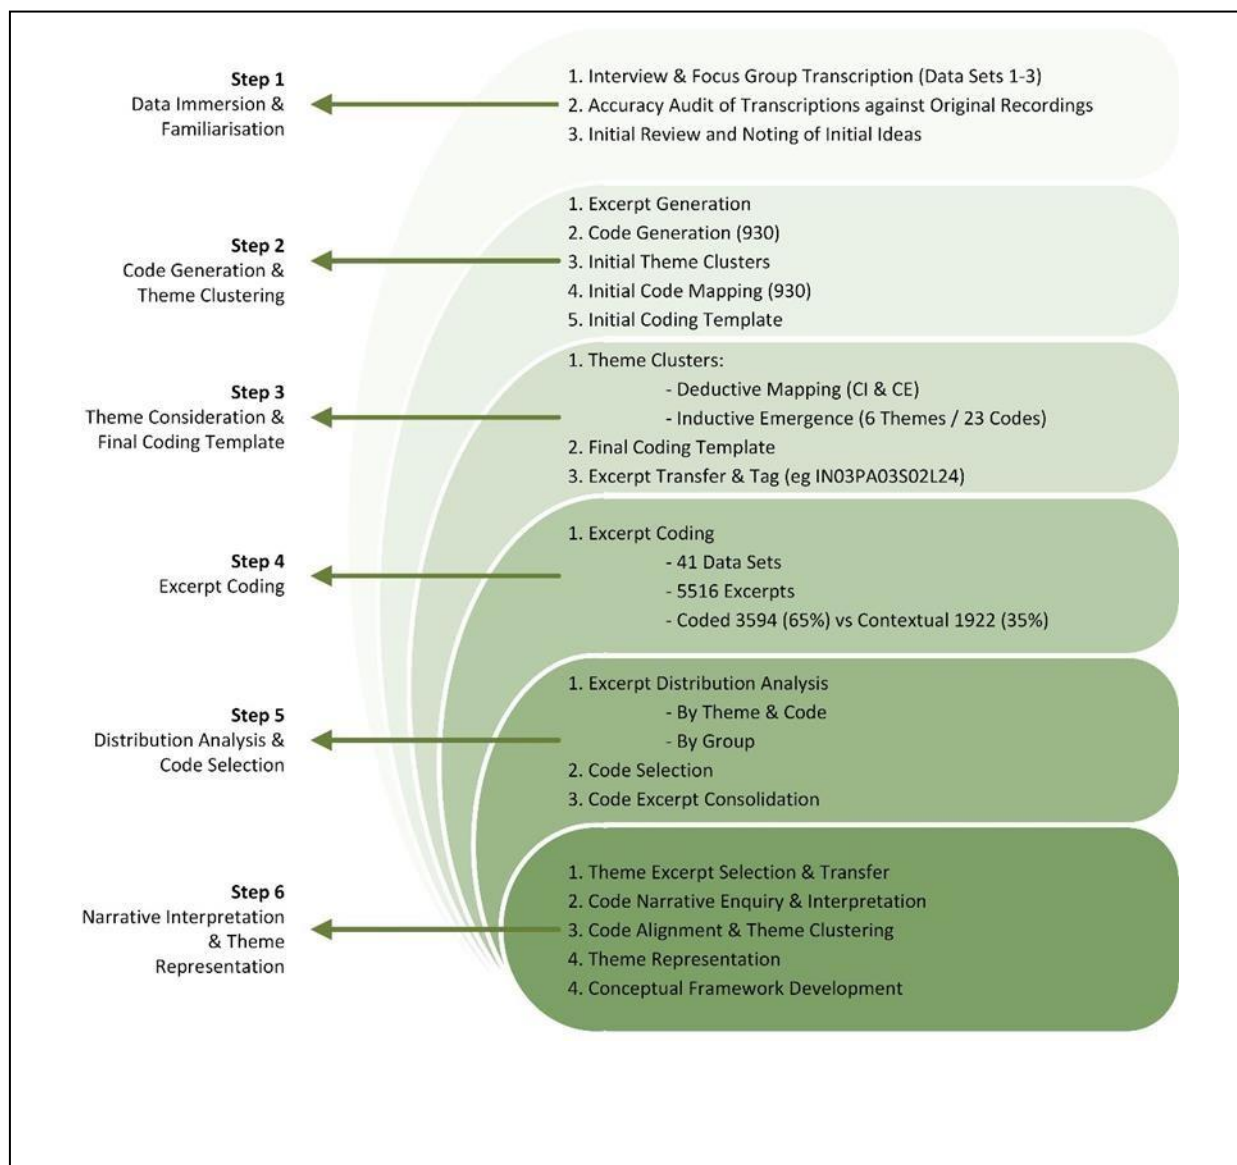 Step 1
Data Immersion &
Familiarisation
1. Interview & Focus Group Transcription (Data Sets 1-3)
2. Accuracy Audit of Transcriptions against Original Recordings
3. Initial Review and Noting of Initial Ideas
Step 2
Code Generation &
Theme Clustering
1. Excerpt Generation
2. Code Generation (930)
3. Initial Theme Clusters
4. Initial Code Mapping (930)
5. Initial Coding Template
Step 3
Theme Consideration &
Final Coding Template
1. Theme Clusters:
- Deductive Mapping (CI & CE)
- Inductive Emergence (6 Themes / 23 Codes)
2. Final Coding Template
3. Excerpt Transfer & Tag (eg IN03PA03S02L24)
Step 4
Excerpt Coding
1. Excerpt Coding
- 41 Data Sets
- 5516 Excerpts
- Coded 3594 (65%) vs Contextual 1922 (35%)
Step 5
Distribution Analysis &
Code Selection
1. Excerpt Distribution Analysis
- By Theme & Code
- By Group
2. Code Selection
3. Code Excerpt Consolidation
Step 6
Narrative Interpretation
& Theme
Representation
1. Theme Excerpt Selection & Transfer
2. Code Narrative Enquiry & Interpretation
3. Code Alignment & Theme Clustering
4. Theme Representation
4. Conceptual Framework Development